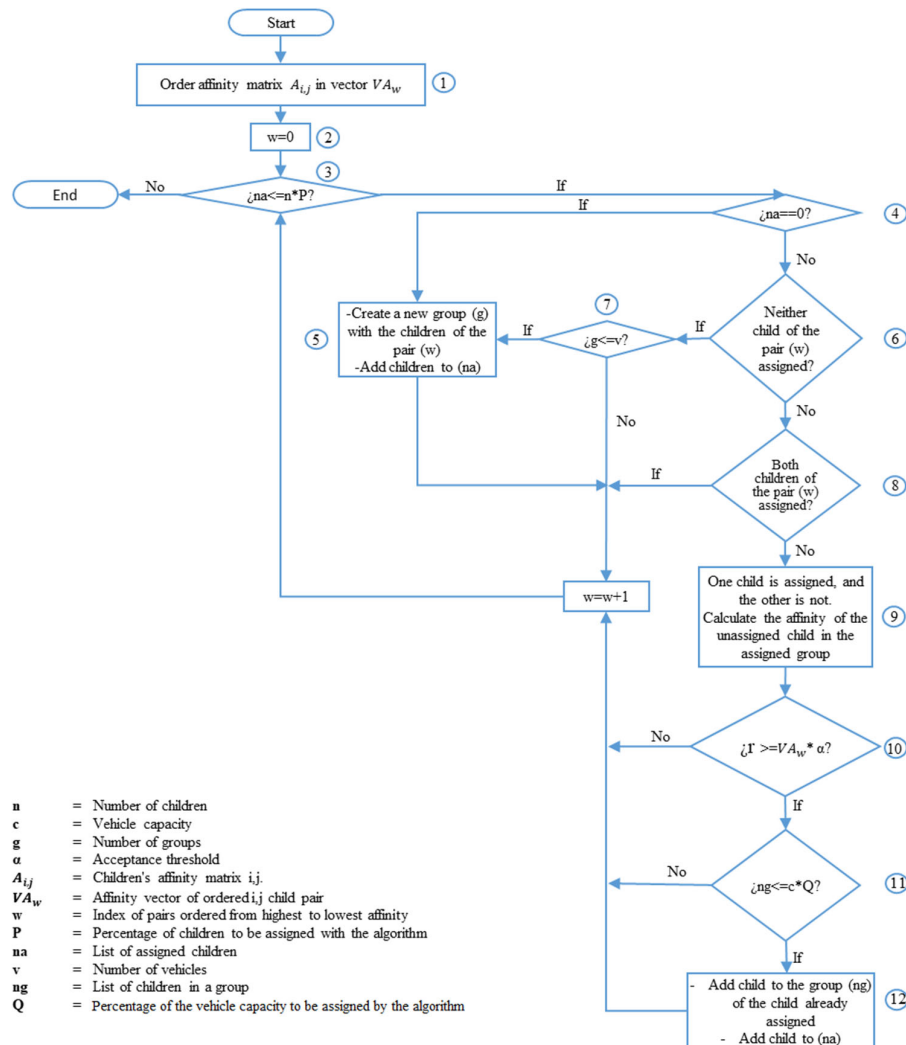 Start
Order affinity matrix A_{i,j} in vector VA_w
1
w=0
2
3
¿na<=n*P?
No
End
If
¿na==0?
4
If
No
7
-Create a new group (g)
with the children of the
pair (w)
-Add children to (na)
5
If
¿g<=v?
If
Neither
child of the
pair (w)
assigned?
6
No
No
Both
children of
the pair (w)
assigned?
8
If
No
w=w+1
One child is assigned, and
the other is not.
Calculate the affinity of the
unassigned child in the
assigned group
9
No
¿r >=VA_w* α?
10
If
No
¿ng<=c*Q?
11
If
- Add child to the group (ng)
of the child already
assigned
- Add child to (na)
12
n = Number of children
c = Vehicle capacity
g = Number of groups
α = Acceptance threshold
A_{i,j} = Children's affinity matrix i,j.
VA_w = Affinity vector of ordered i,j child pair
w = Index of pairs ordered from highest to lowest affinity
P = Percentage of children to be assigned with the algorithm
na = List of assigned children
v = Number of vehicles
ng = List of children in a group
Q = Percentage of the vehicle capacity to be assigned by the algorithm